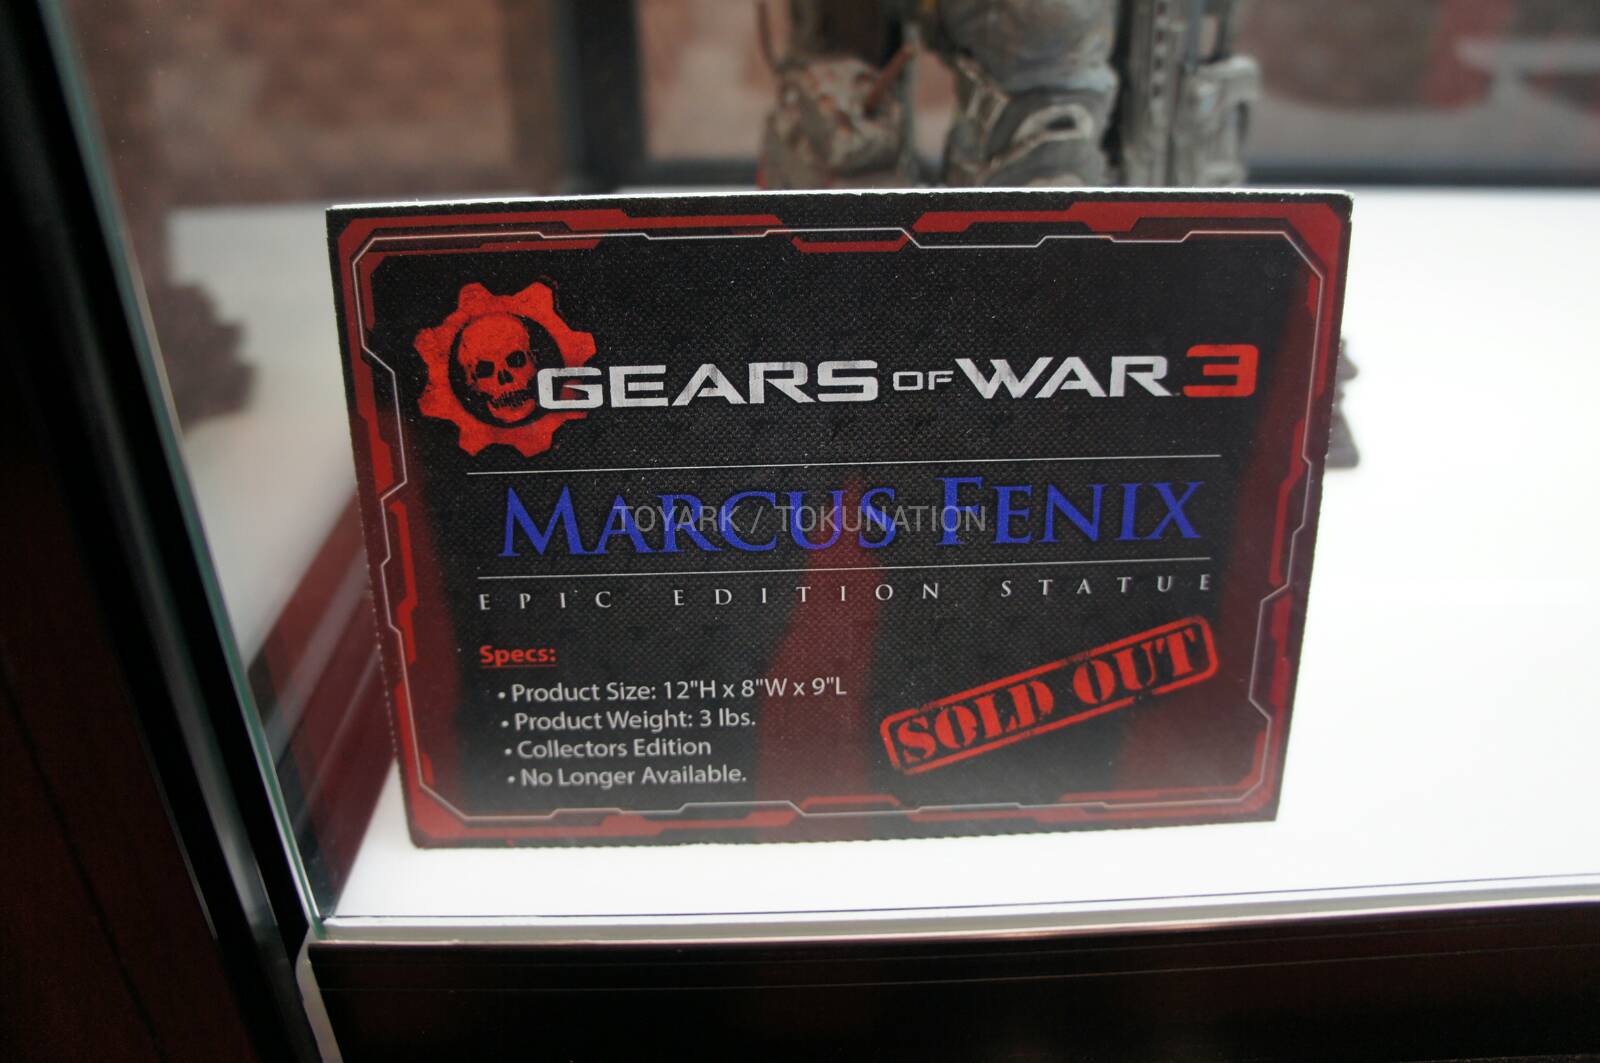 GEARS OF WAR 3
MARCUS FENIX
TOYARK / TOKUNATION
EPIC EDITION STATUE
Specs:
• Product Size: 12"H x 8"W x 9"L
• Product Weight: 3 lbs.
• Collectors Edition
• No Longer Available.
SOLD OUT